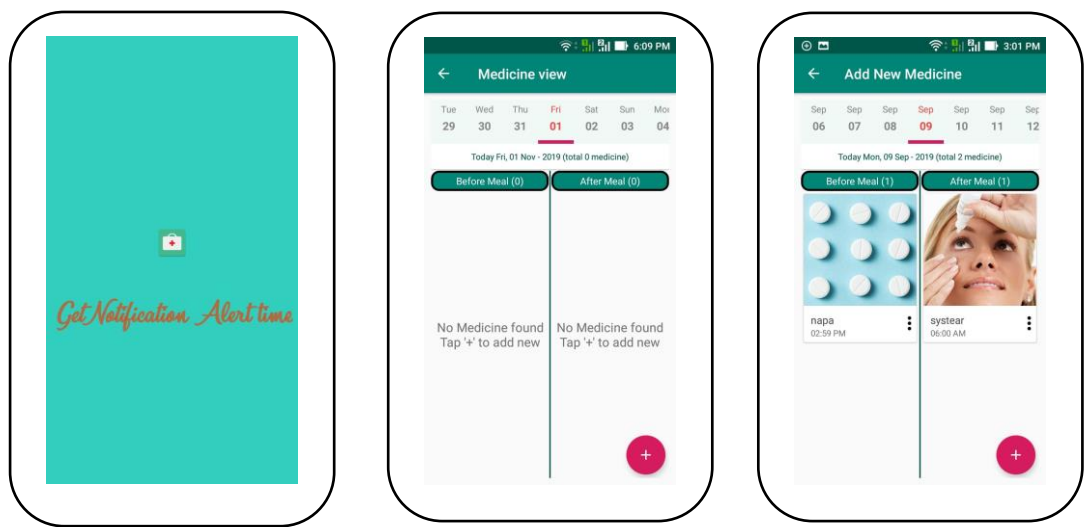 Get Notification Alert time
6:09 PM
Medicine view
Tue Wed Thu Fri Sat Sun Mon
29 30 31 01 02 03 04
Today Fri, 01 Nov - 2019 (total 0 medicine)
Before Meal (0) After Meal (0)
No Medicine found No Medicine found
Tap '+' to add new Tap '+' to add new
+
3:01 PM
Add New Medicine
Sep Sep Sep Sep Sep Sep Sep
06 07 08 09 10 11 12
Today Mon, 09 Sep - 2019 (total 2 medicine)
Before Meal (1) After Meal (1)
napa systear
02:59 PM 06:00 AM
+